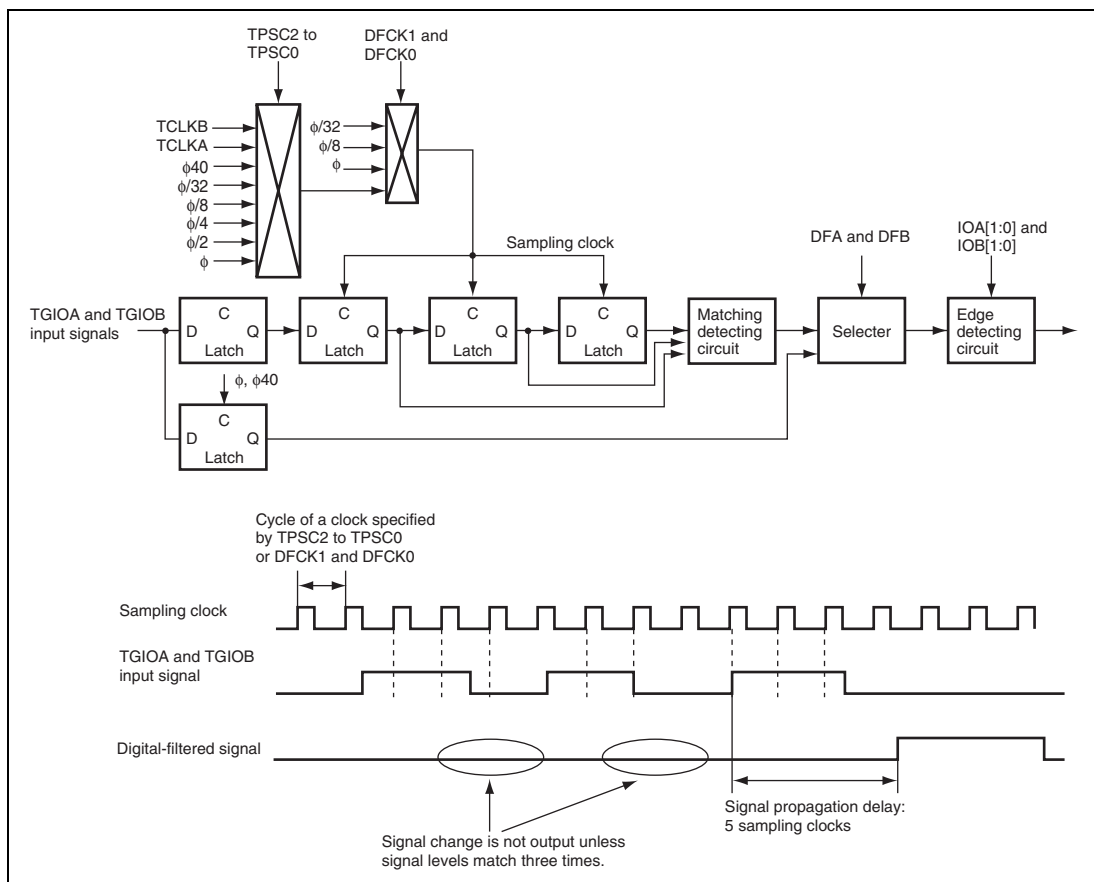 TPSC2 to
TPSC0
DFCK1 and
DFCK0
TCLKB
TCLKA
ϕ40
ϕ/32
ϕ/8
ϕ/4
ϕ/2
ϕ
ϕ/32
ϕ/8
ϕ
Sampling clock
DFA and DFB
IOA[1:0] and
IOB[1:0]
TGIOA and TGIOB
input signals
C
D Q
Latch
C
D Q
Latch
C
D Q
Latch
C
D Q
Latch
Matching
detecting
circuit
Selecter
Edge
detecting
circuit
ϕ, ϕ40
C
D Q
Latch
Cycle of a clock specified
by TPSC2 to TPSC0
or DFCK1 and DFCK0
Sampling clock
TGIOA and TGIOB
input signal
Digital-filtered signal
Signal propagation delay:
5 sampling clocks
Signal change is not output unless
signal levels match three times.